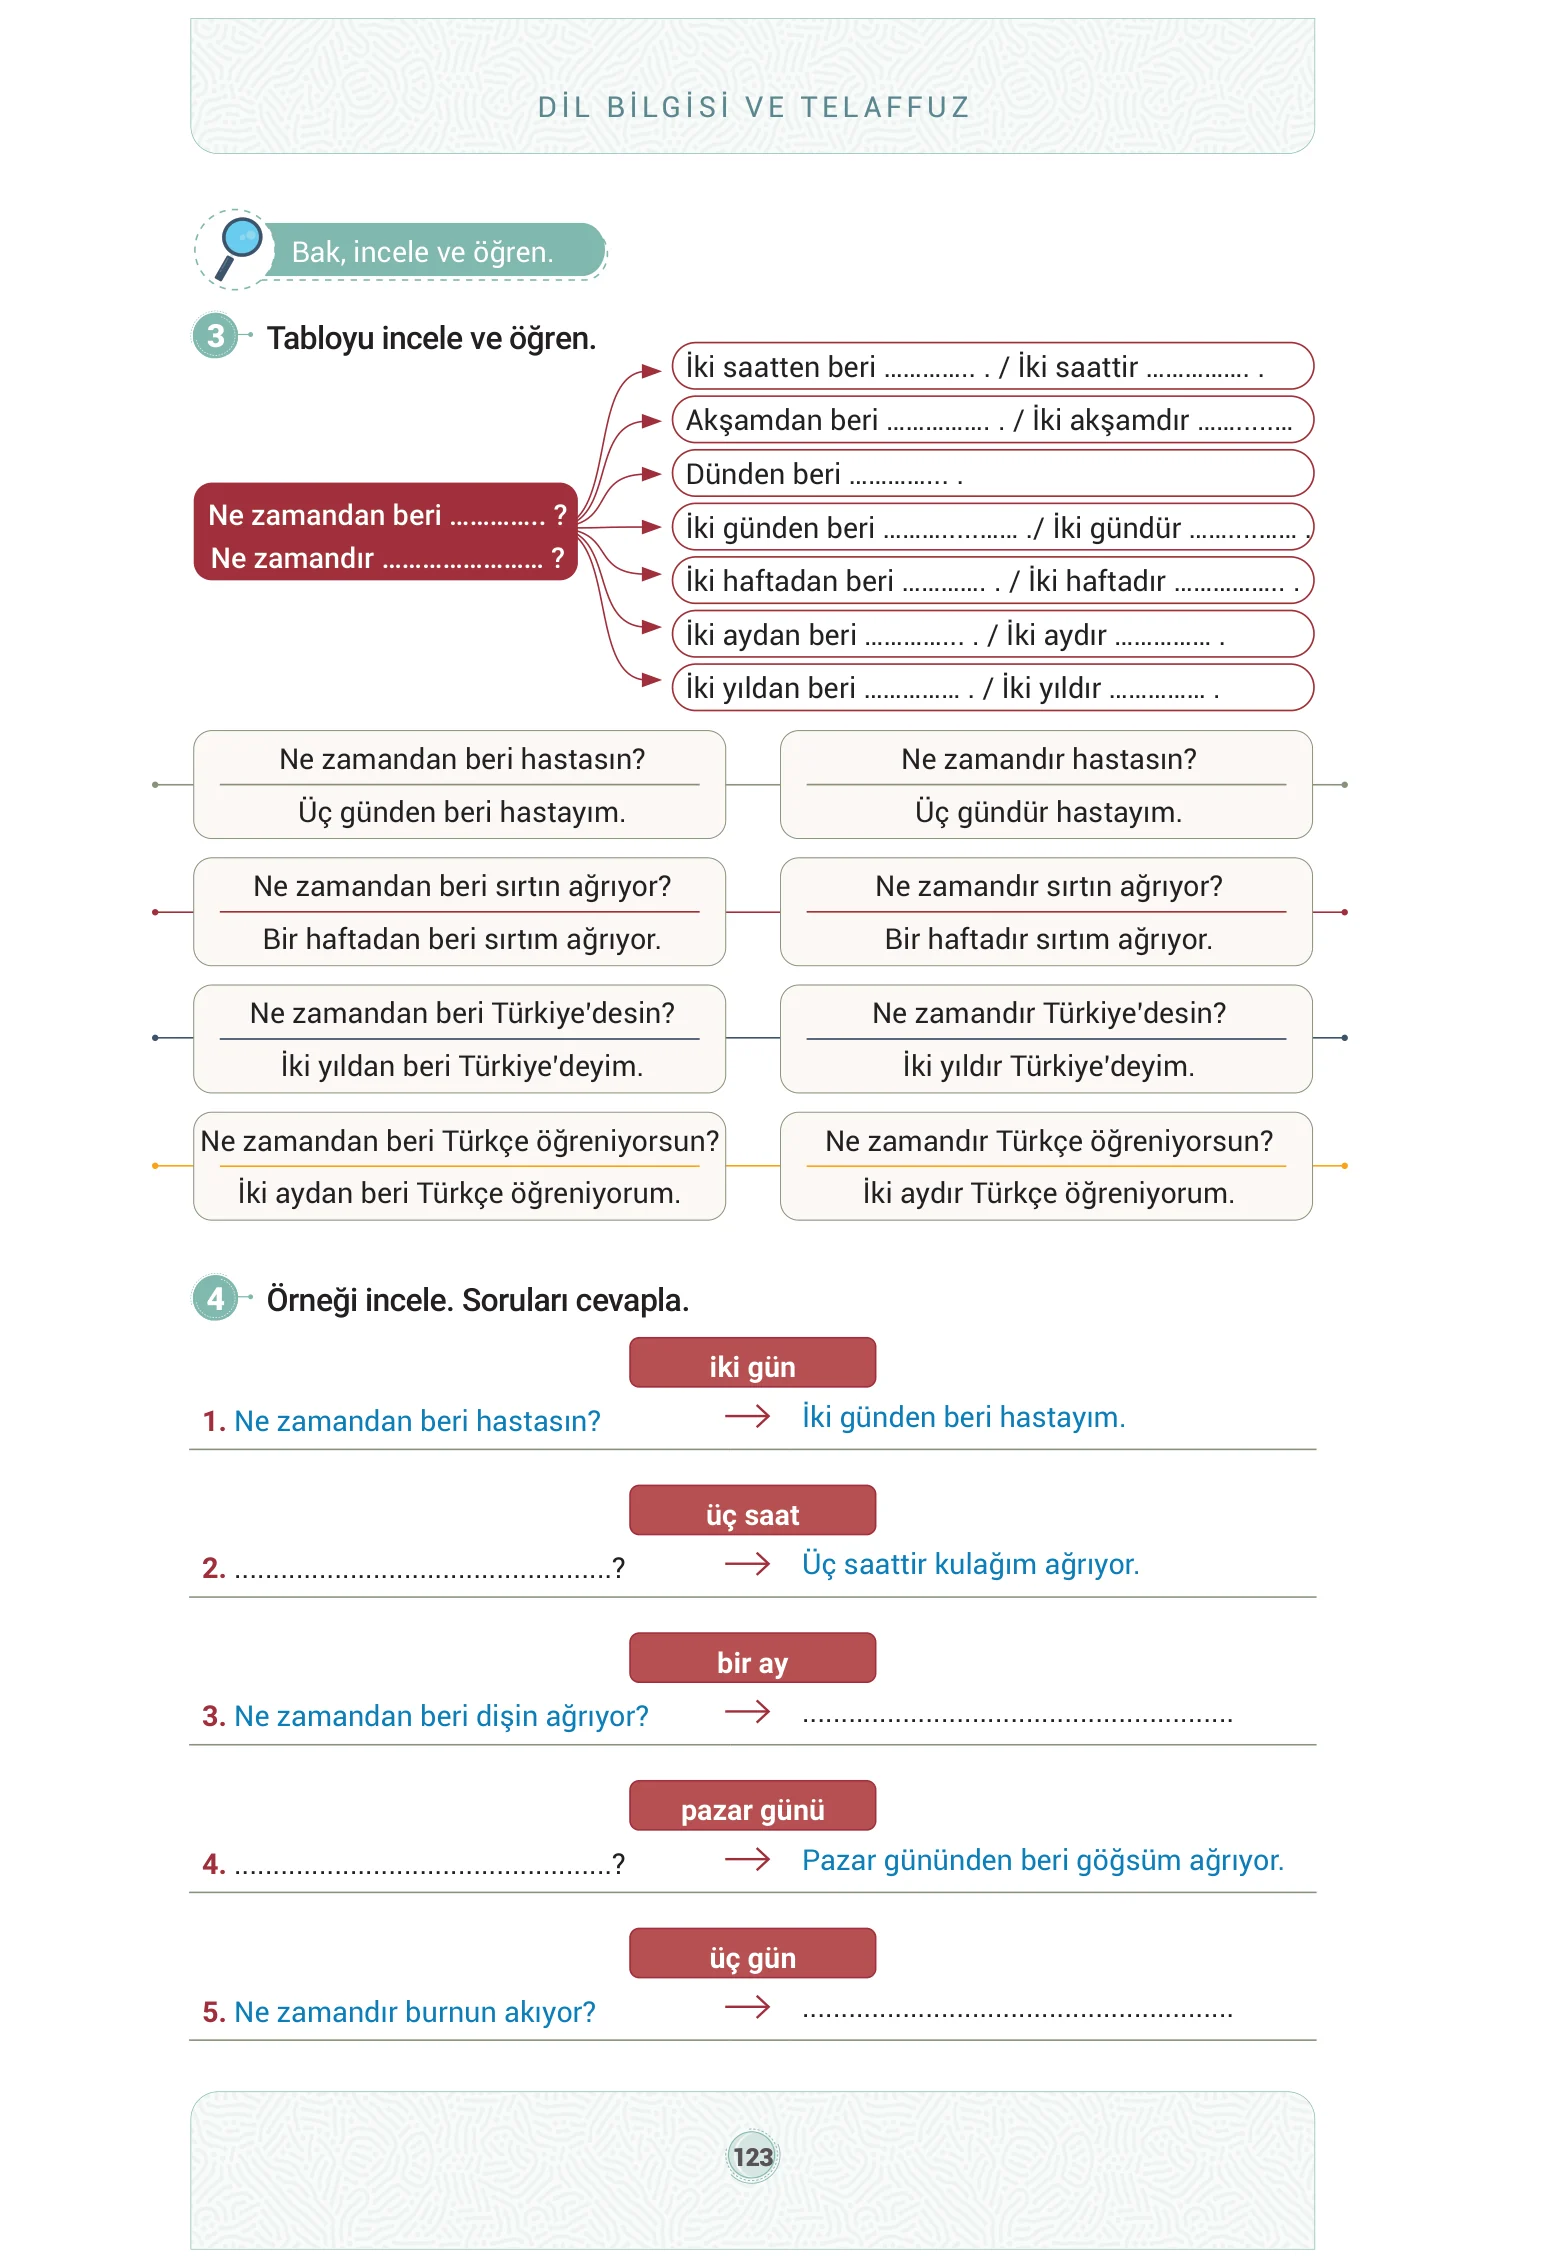 DİL BİLGİSİ VE TELAFFUZ
Bak, incele ve öğren.
3 Tabloyu incele ve öğren.
Ne zamandan beri ………….. ?
Ne zamandır …………………… ?
İki saatten beri ………….. . / İki saattir ……………. .
Akşamdan beri ……………. . / İki akşamdır ……........
Dünden beri …………... .
İki günden beri ………....…… ./ İki gündür ……....…… .
İki haftadan beri …………. . / İki haftadır …………….. .
İki aydan beri …………... . / İki aydır …………… .
İki yıldan beri …………… . / İki yıldır …………… .
Ne zamandan beri hastasın?
Üç günden beri hastayım.
Ne zamandır hastasın?
Üç gündür hastayım.
Ne zamandan beri sırtın ağrıyor?
Bir haftadan beri sırtım ağrıyor.
Ne zamandır sırtın ağrıyor?
Bir haftadır sırtım ağrıyor.
Ne zamandan beri Türkiye'desin?
İki yıldan beri Türkiye'deyim.
Ne zamandır Türkiye'desin?
İki yıldır Türkiye'deyim.
Ne zamandan beri Türkçe öğreniyorsun?
İki aydan beri Türkçe öğreniyorum.
Ne zamandır Türkçe öğreniyorsun?
İki aydır Türkçe öğreniyorum.
4 Örneği incele. Soruları cevapla.
iki gün
1. Ne zamandan beri hastasın? → İki günden beri hastayım.
üç saat
2. .................................................? → Üç saattir kulağım ağrıyor.
bir ay
3. Ne zamandan beri dişin ağrıyor? → ........................................................
pazar günü
4. .................................................? → Pazar gününden beri göğsüm ağrıyor.
üç gün
5. Ne zamandır burnun akıyor? → ........................................................
123